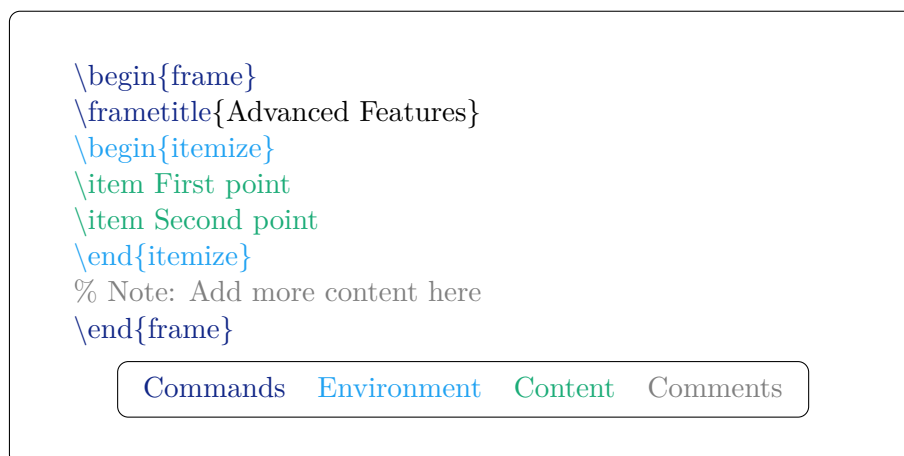 \begin{frame}
\frametitle{Advanced Features}
\begin{itemize}
\item First point
\item Second point
\end{itemize}
% Note: Add more content here
\end{frame}
Commands Environment Content Comments